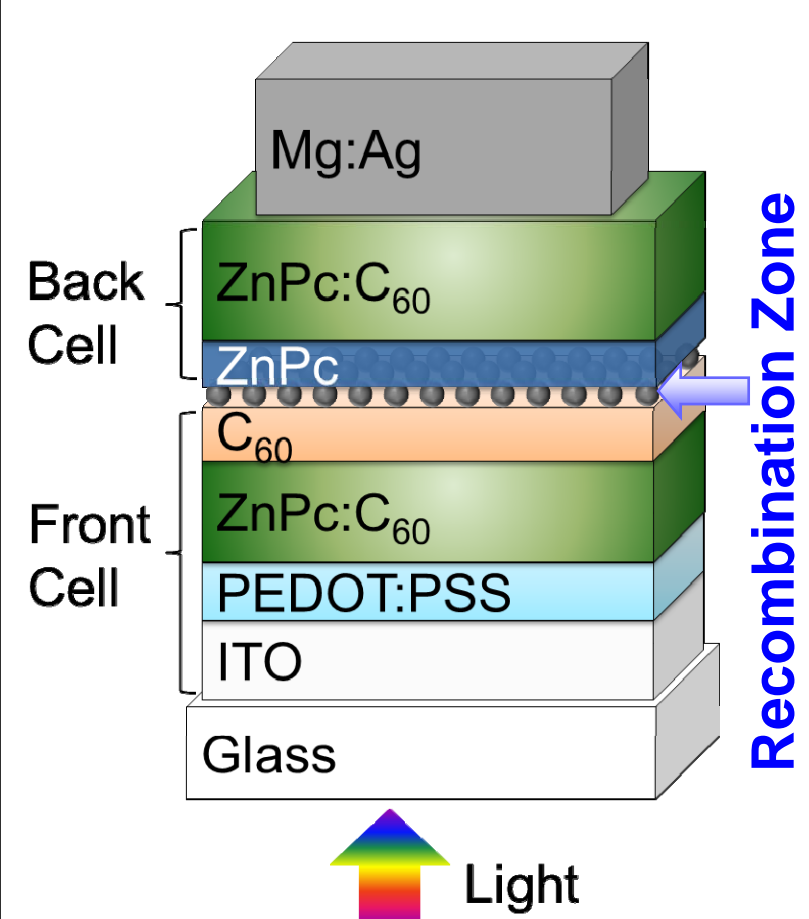 Mg:Ag
Back
Cell
ZnPc:C₆₀
ZnPc
C₆₀
Front
Cell
ZnPc:C₆₀
PEDOT:PSS
ITO
Glass
Light
Recombination Zone